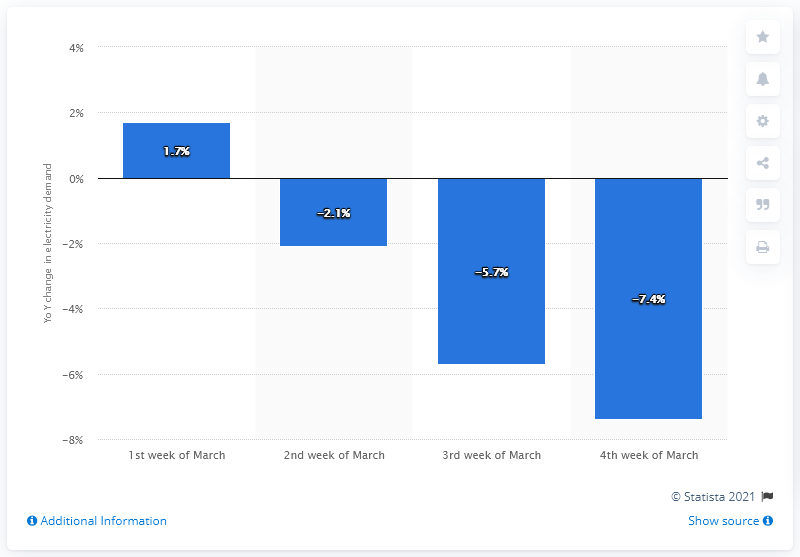 4%
2%
0%
−2%
−4%
−6%
−8%
YoY change in electricity demand
1.7%
−2.1%
−5.7%
−7.4%
1st week of March
2nd week of March
3rd week of March
4th week of March
© Statista 2021
Additional Information
Show source